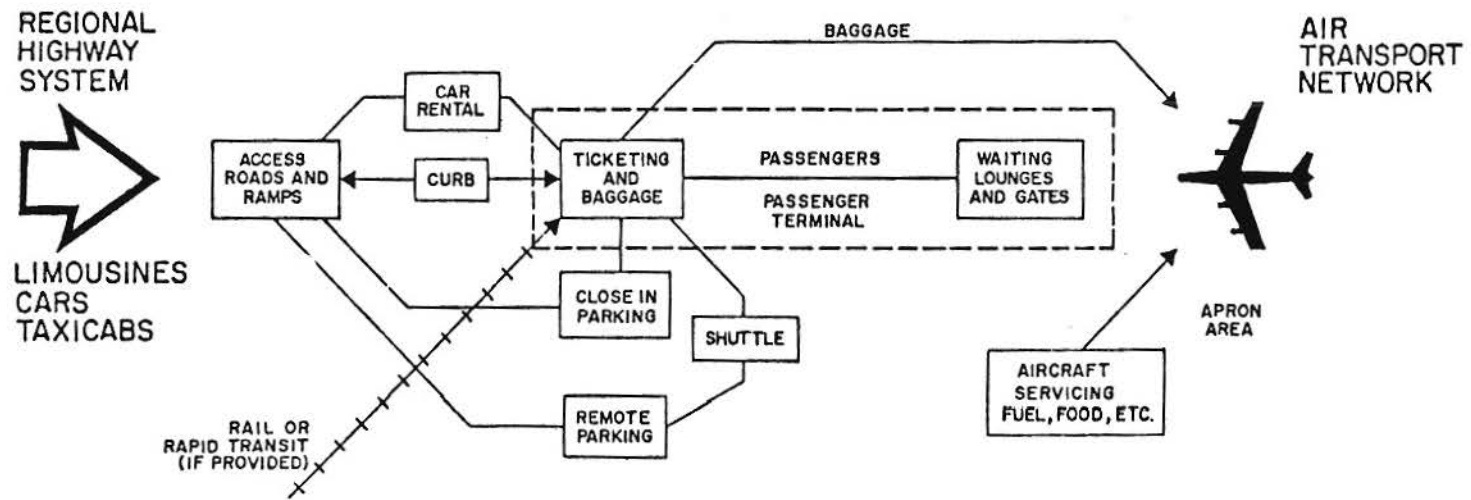 REGIONAL
HIGHWAY
SYSTEM
LIMOUSINES
CARS
TAXICABS
ACCESS
ROADS AND
RAMPS
CAR
RENTAL
CURB
RAIL OR
RAPID TRANSIT
(IF PROVIDED)
TICKETING
AND
BAGGAGE
CLOSE IN
PARKING
REMOTE
PARKING
SHUTTLE
BAGGAGE
PASSENGERS
PASSENGER
TERMINAL
WAITING
LOUNGES
AND GATES
AIR
TRANSPORT
NETWORK
APRON
AREA
AIRCRAFT
SERVICING
FUEL, FOOD, ETC.